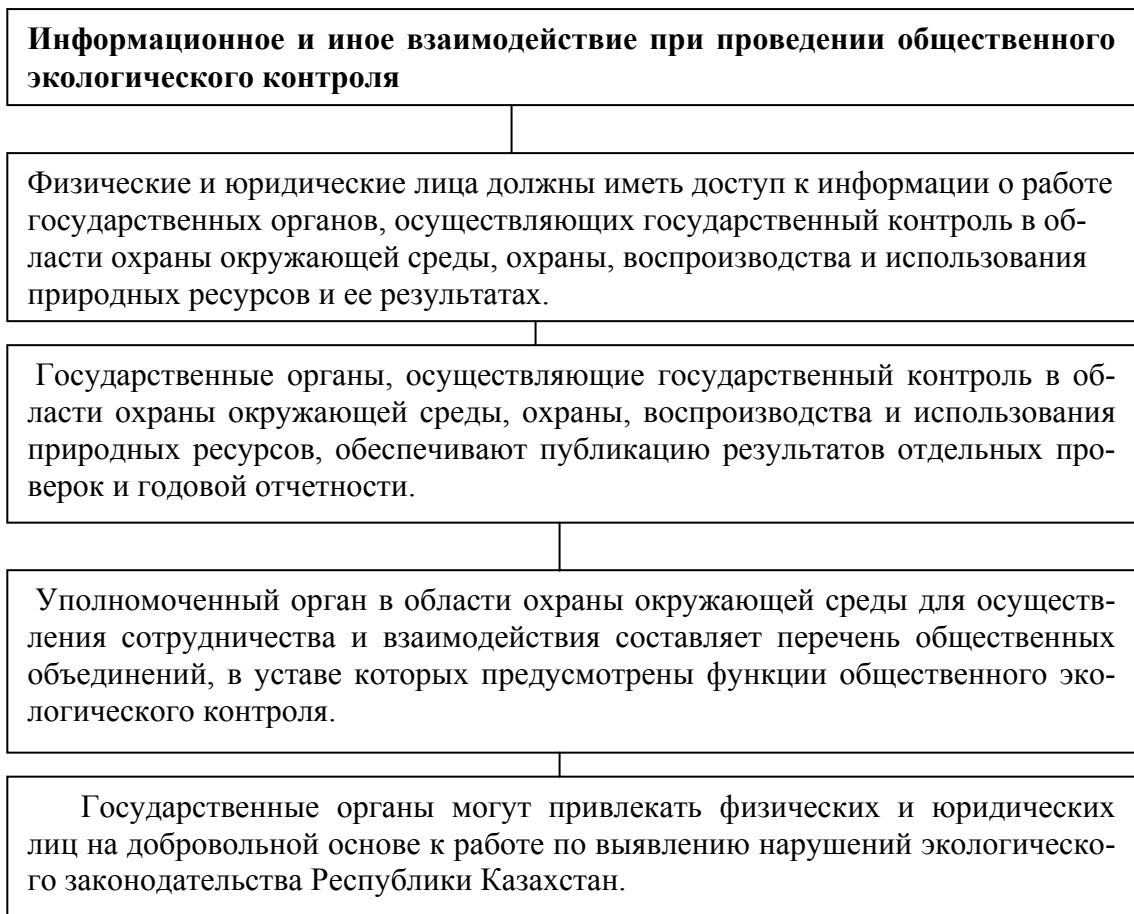 Информационное и иное взаимодействие при проведении общественного
экологического контроля
Физические и юридические лица должны иметь доступ к информации о работе
государственных органов, осуществляющих государственный контроль в об-
ласти охраны окружающей среды, охраны, воспроизводства и использования
природных ресурсов и ее результатах.
Государственные органы, осуществляющие государственный контроль в об-
ласти охраны окружающей среды, охраны, воспроизводства и использования
природных ресурсов, обеспечивают публикацию результатов отдельных про-
верок и годовой отчетности.
Уполномоченный орган в области охраны окружающей среды для осуществ-
ления сотрудничества и взаимодействия составляет перечень общественных
объединений, в уставе которых предусмотрены функции общественного эко-
логического контроля.
Государственные органы могут привлекать физических и юридических
лиц на добровольной основе к работе по выявлению нарушений экологическо-
го законодательства Республики Казахстан.